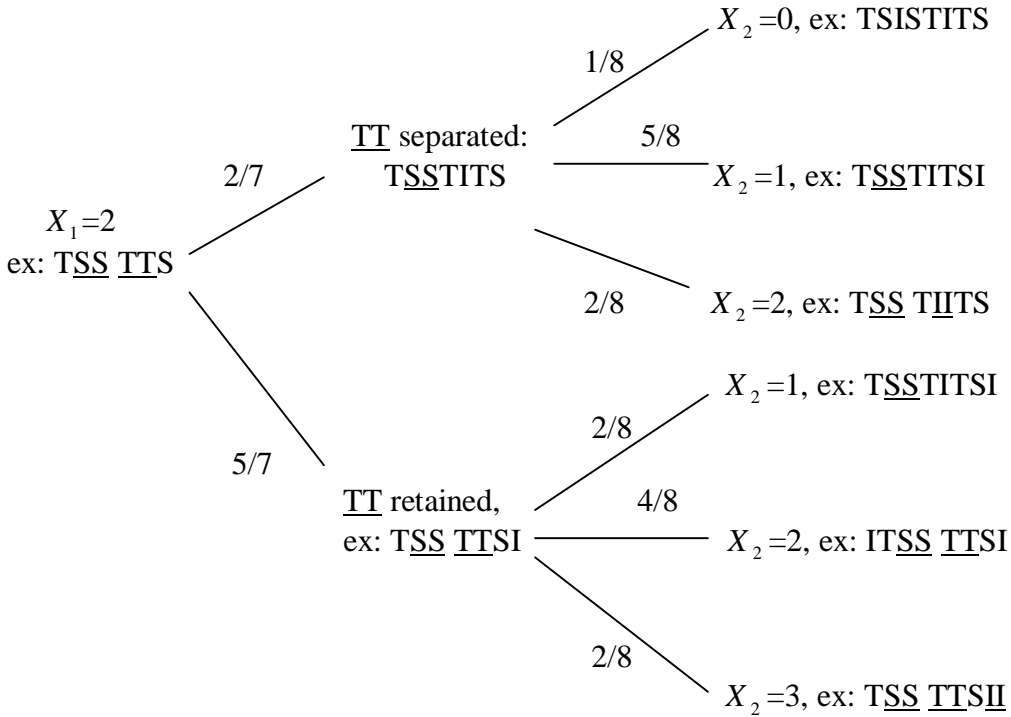 X₂=0, ex: TSISTITS
1/8
TT separated:
TSSTITS
5/8
2/7
X₂=1, ex: TSSTITSI
X₁=2
ex: TSS TTS
2/8
X₂=2, ex: TSS TIITS
X₂=1, ex: TSSTITSI
2/8
5/7
TT retained,
ex: TSS TTSI
4/8
X₂=2, ex: ITSS TTSI
2/8
X₂=3, ex: TSS TTSII